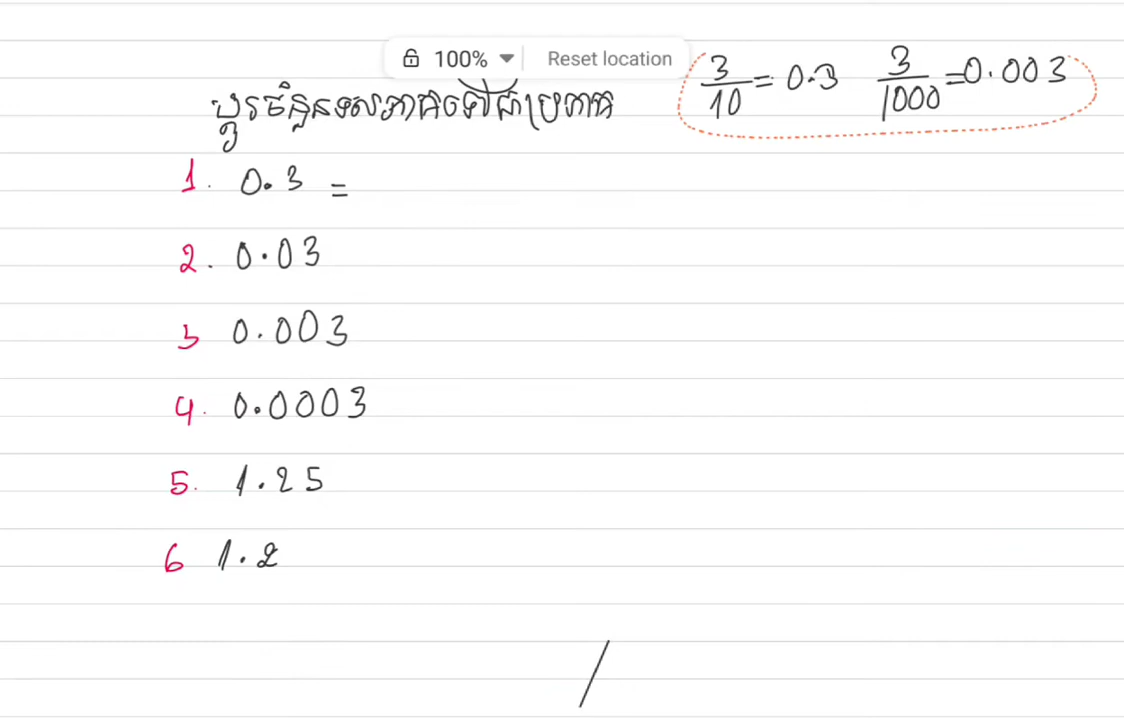 100% Reset location
ប្តូរចំនួនទសភាគទៅជាប្រភាគ
3/10 = 0.3 3/1000 = 0.003
1. 0.3 =
2. 0.03
3 0.003
4. 0.0003
5. 1.25
6 1.2